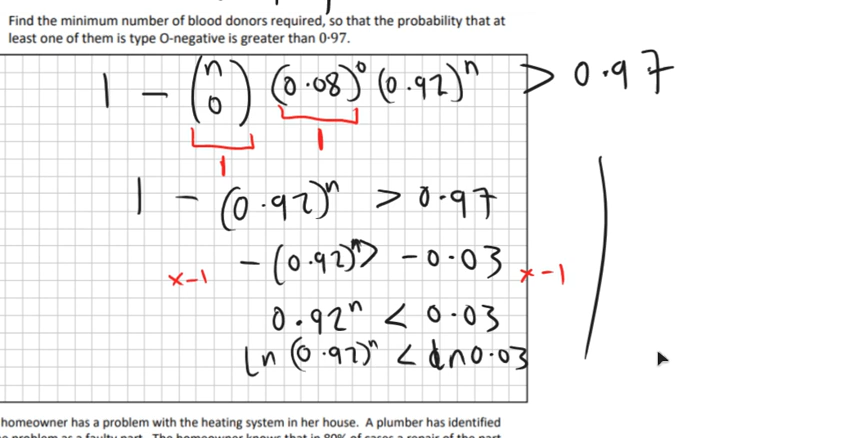 Find the minimum number of blood donors required, so that the probability that at
least one of them is type O-negative is greater than 0·97.
1 - (n 0) (0.08)⁰ (0.92)ⁿ > 0.97
1 1
1 - (0.92)ⁿ > 0.97
x-1 -(0.92)ⁿ > -0.03 x-1
0.92ⁿ < 0.03
ln (0.92)ⁿ < ln 0.03
homeowner has a problem with the heating system in her house. A plumber has identified